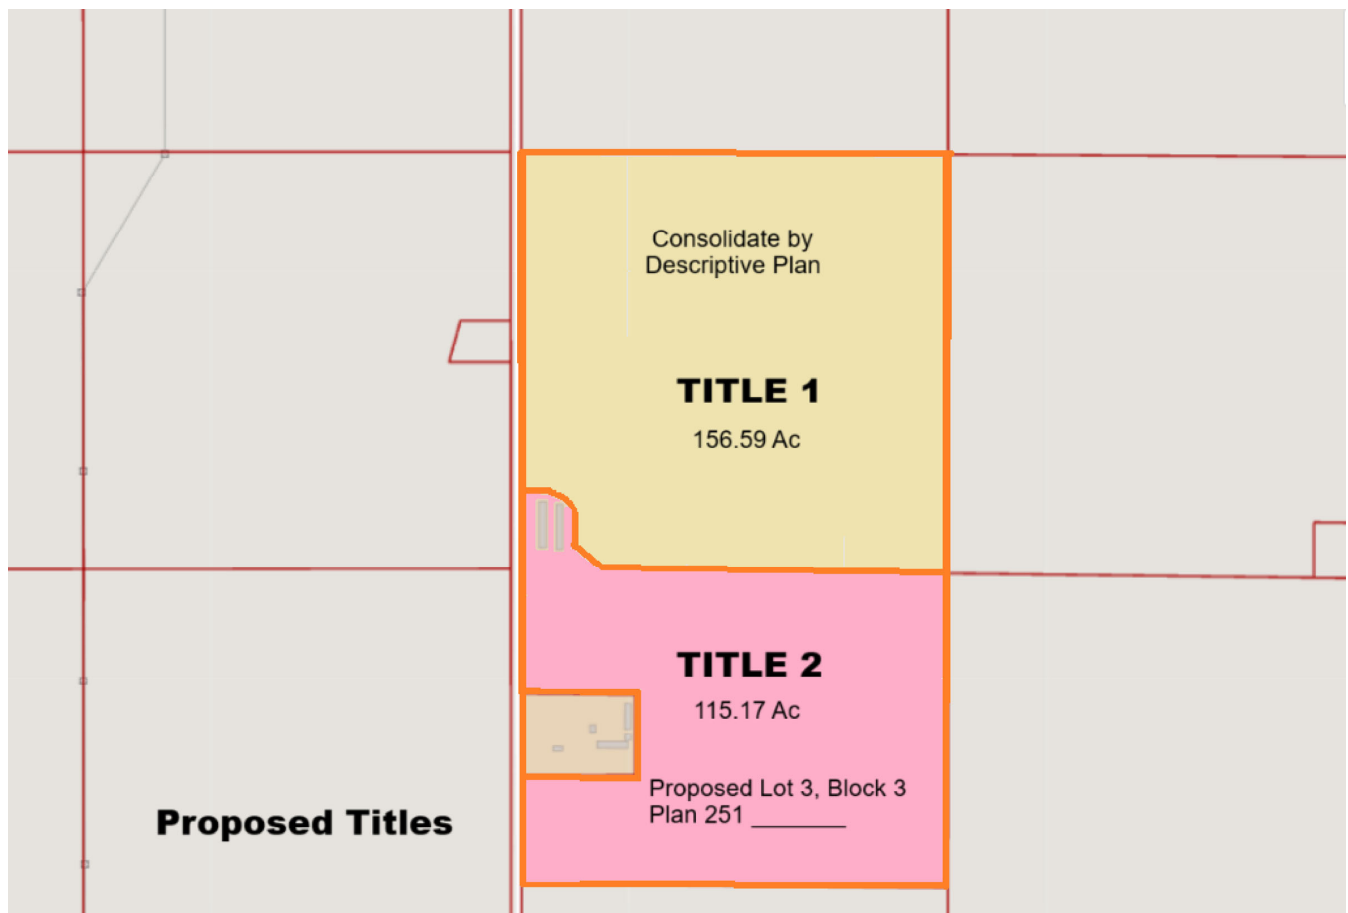 Consolidate by
Descriptive Plan
TITLE 1
156.59 Ac
TITLE 2
115.17 Ac
Proposed Lot 3, Block 3
Plan 251 _______
Proposed Titles